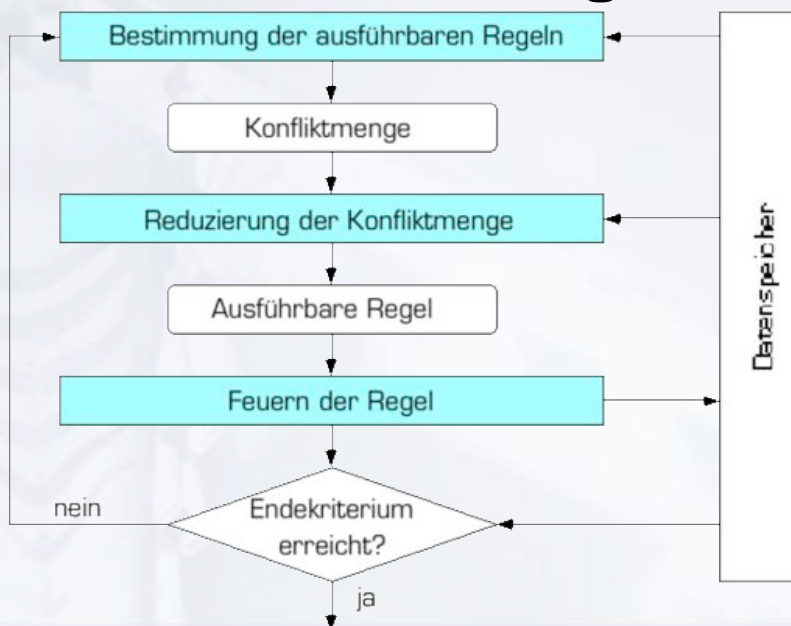 Bestimmung der ausführbaren Regeln
Konfliktmenge
Reduzierung der Konfliktmenge
Ausführbare Regel
Feuern der Regel
Endekriterium
erreicht?
nein
ja
Datenspeicher